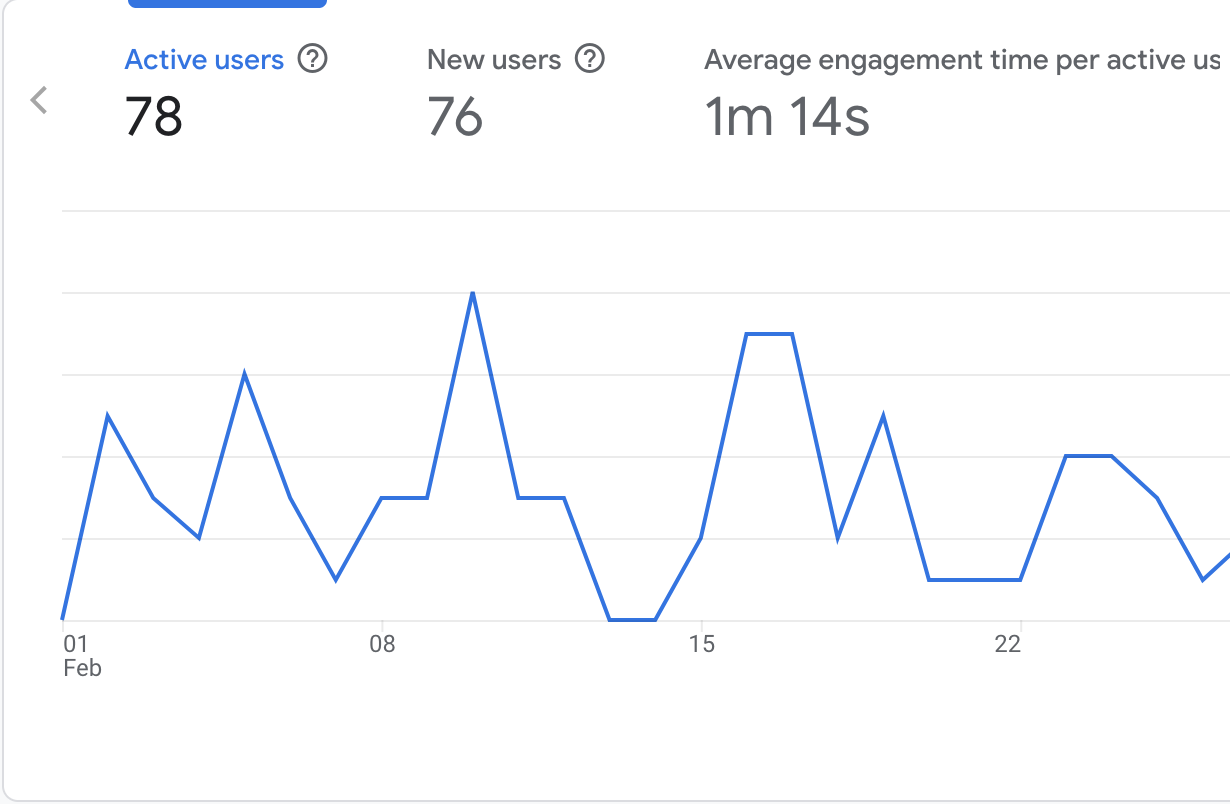 Active users ? New users ? Average engagement time per active us
78 76 1m 14s
01 08 15 22
Feb